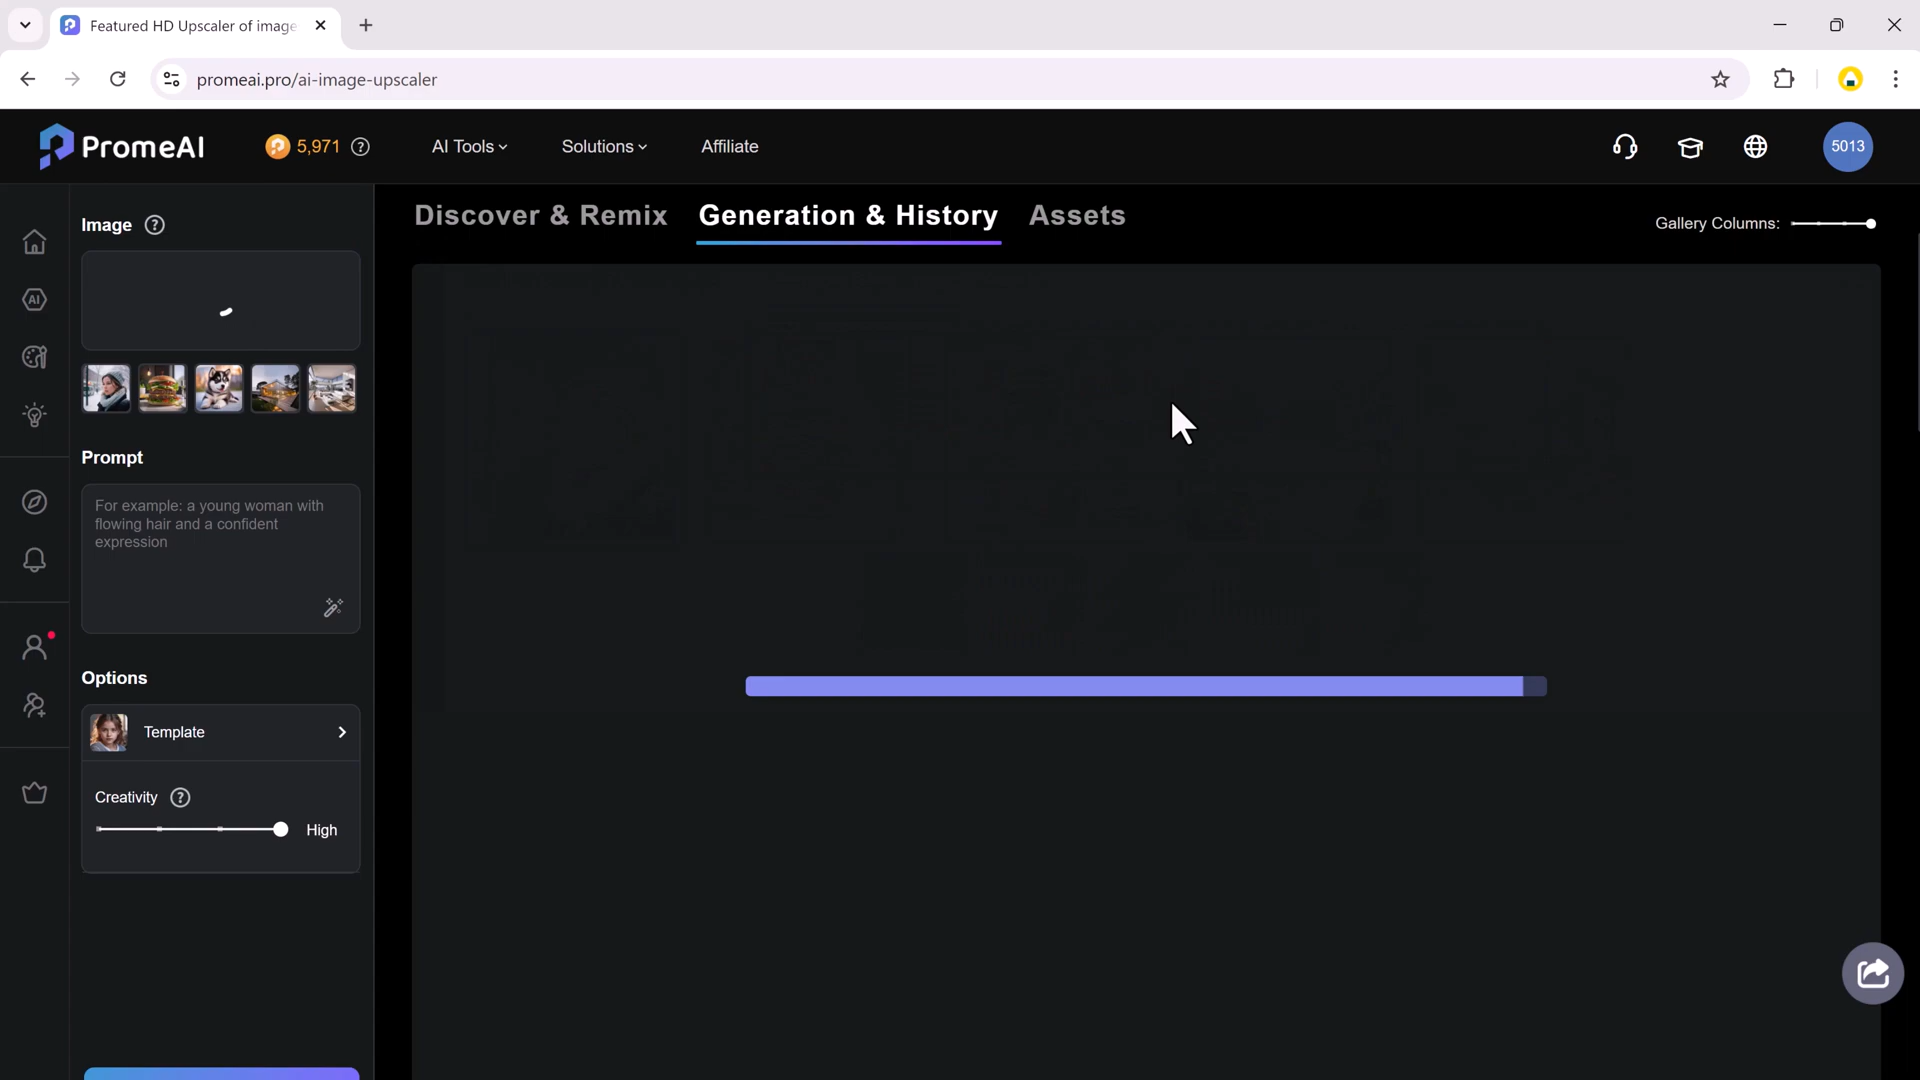 Featured HD Upscaler of image
promeai.pro/ai-image-upscaler
PromeAI
5,971
AI Tools
Solutions
Affiliate
5013
Image
Discover & Remix
Generation & History
Assets
Gallery Columns:
AI
Prompt
For example: a young woman with
flowing hair and a confident
expression
Options
Template
Creativity
High